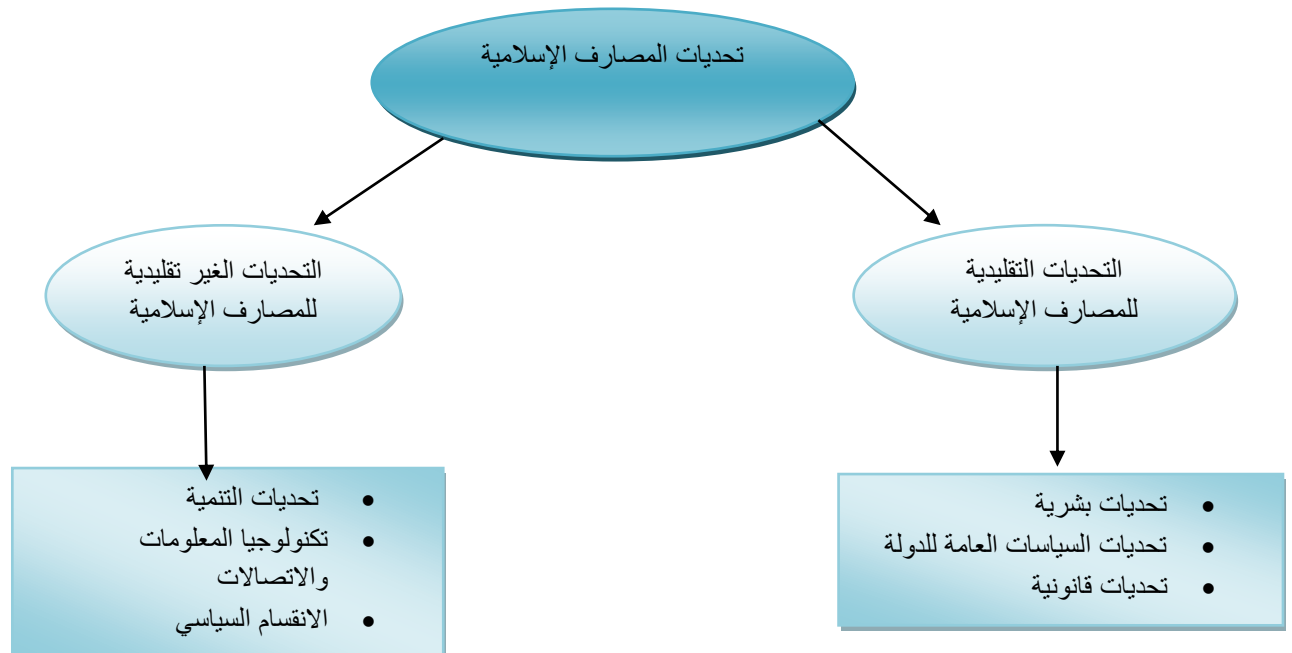 تحديات المصارف الإسلامية
التحديات التقليدية
للمصارف الإسلامية
التحديات الغير تقليدية
للمصارف الإسلامية
• تحديات بشرية
• تحديات السياسات العامة للدولة
• تحديات قانونية
• تحديات التنمية
• تكنولوجيا المعلومات
والاتصالات
• الانقسام السياسي